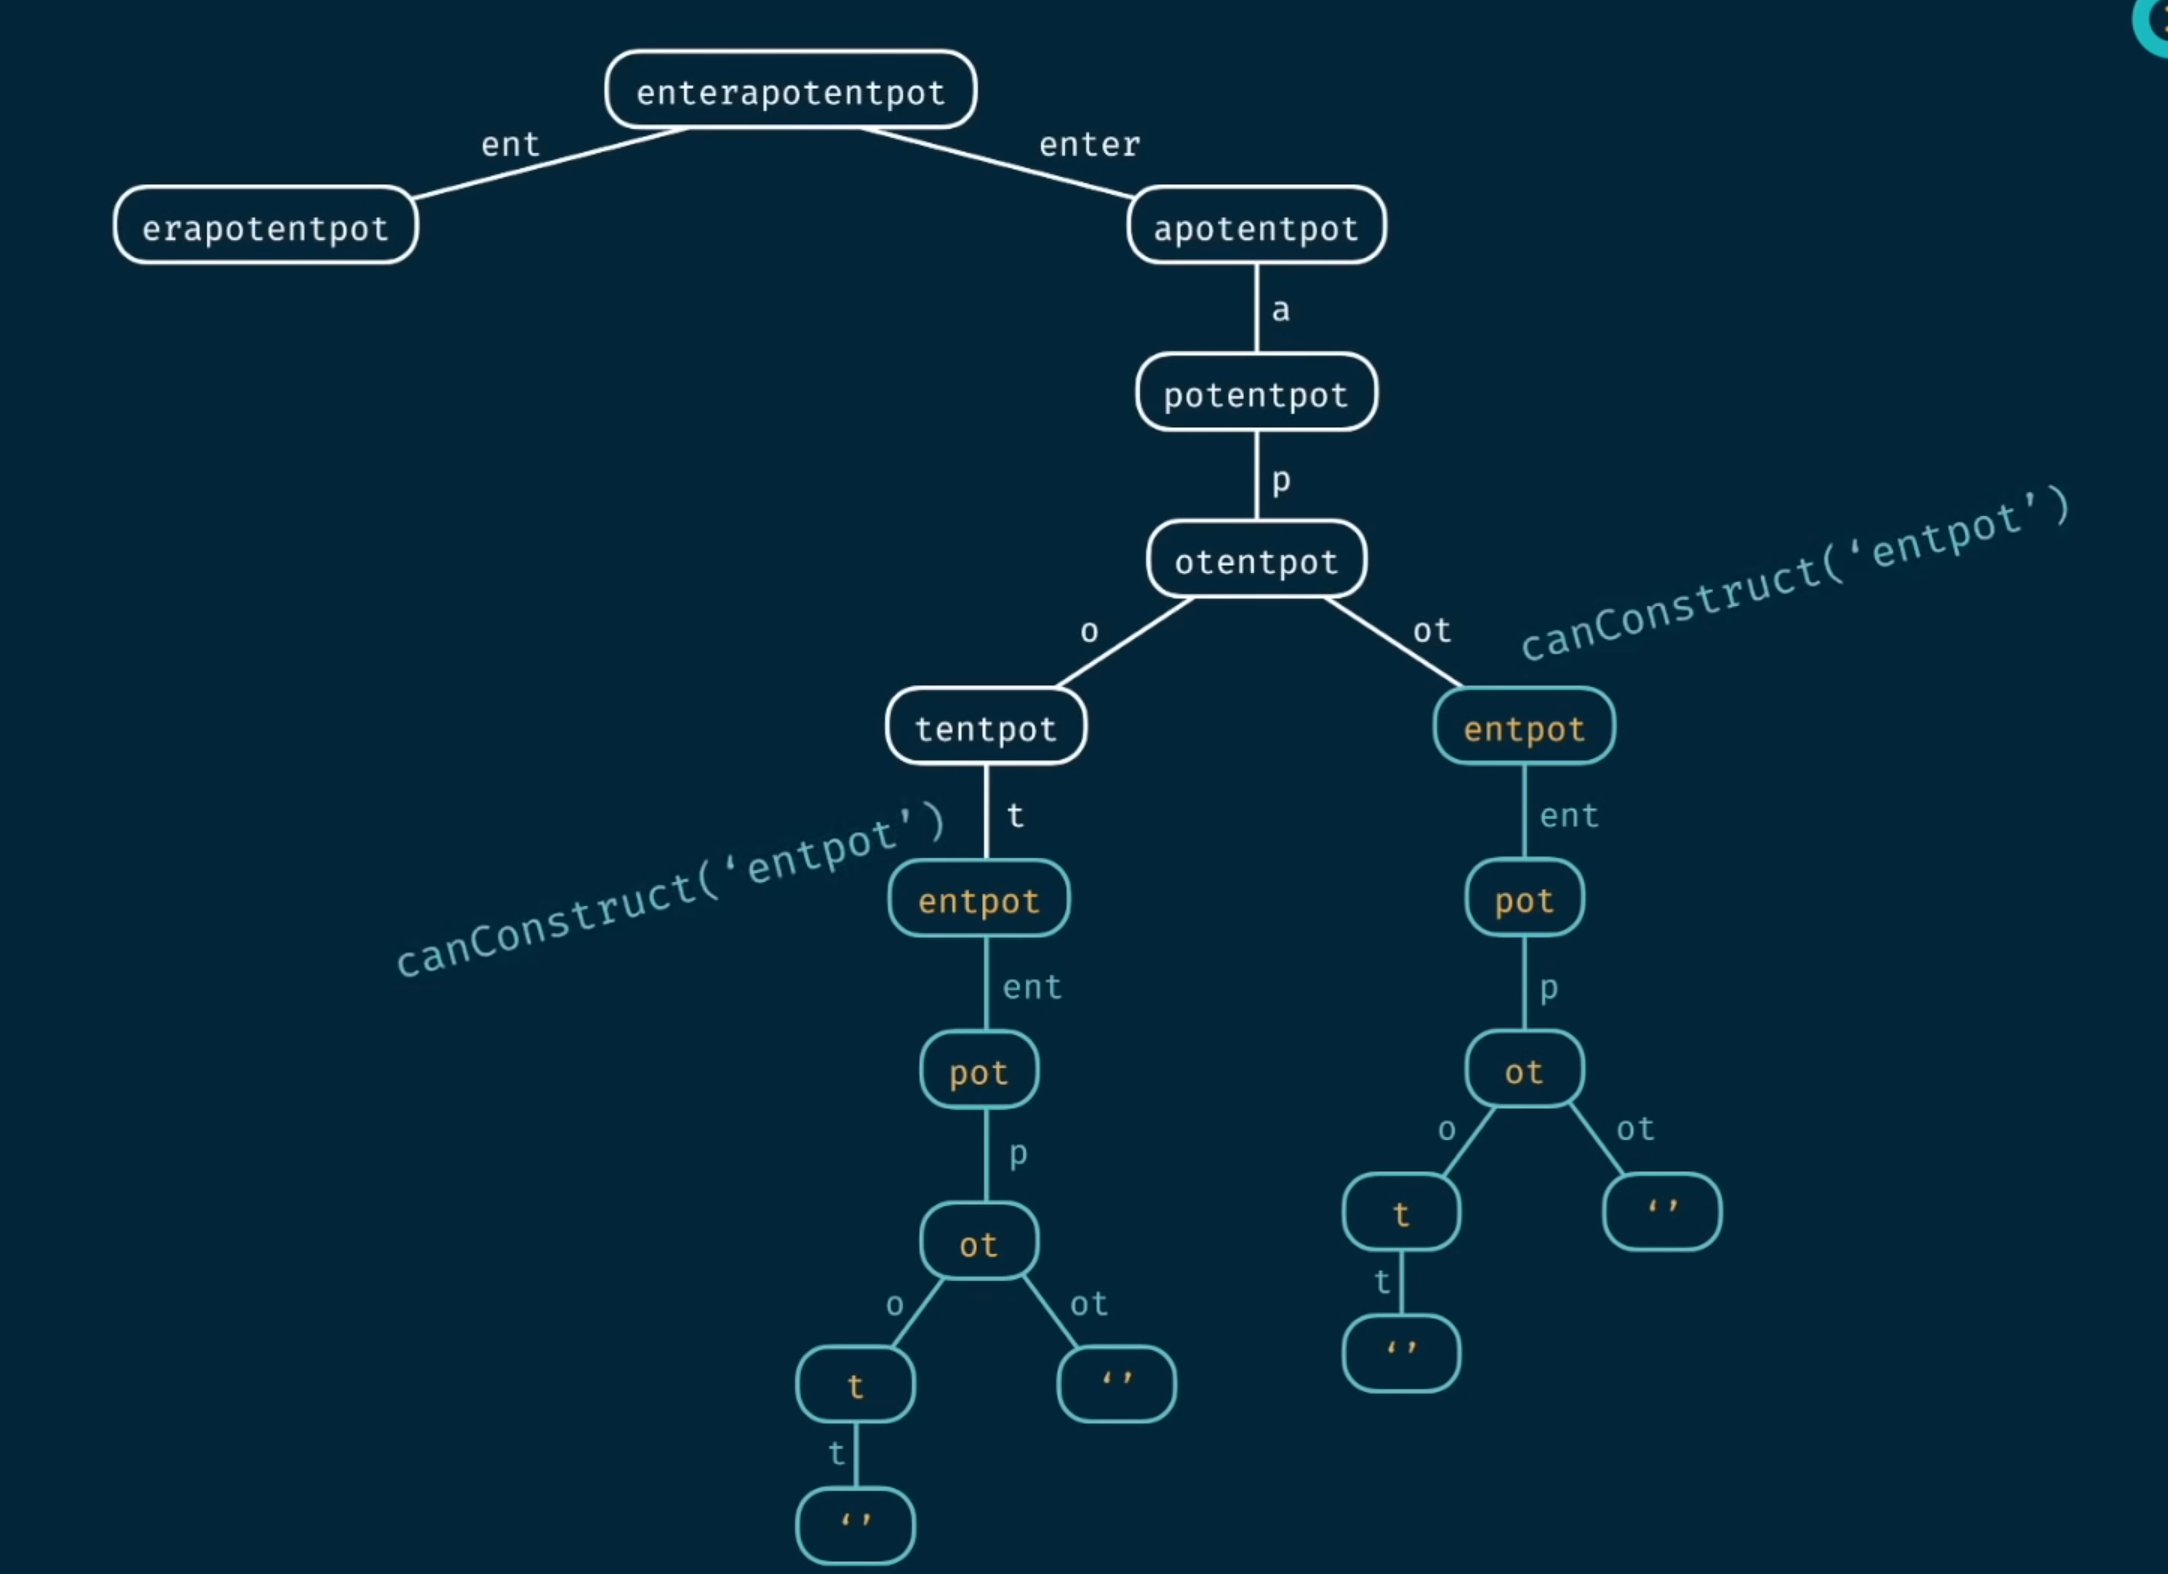 enterapotentpot
ent
enter
erapotentpot
apotentpot
a
potentpot
p
otentpot
canConstruct(‘entpot’)
o
ot
tentpot
entpot
t
ent
canConstruct(‘entpot’)
entpot
pot
ent
p
pot
ot
p
o
ot
ot
t
‘’
o
ot
t
t
‘’
‘’
t
‘’